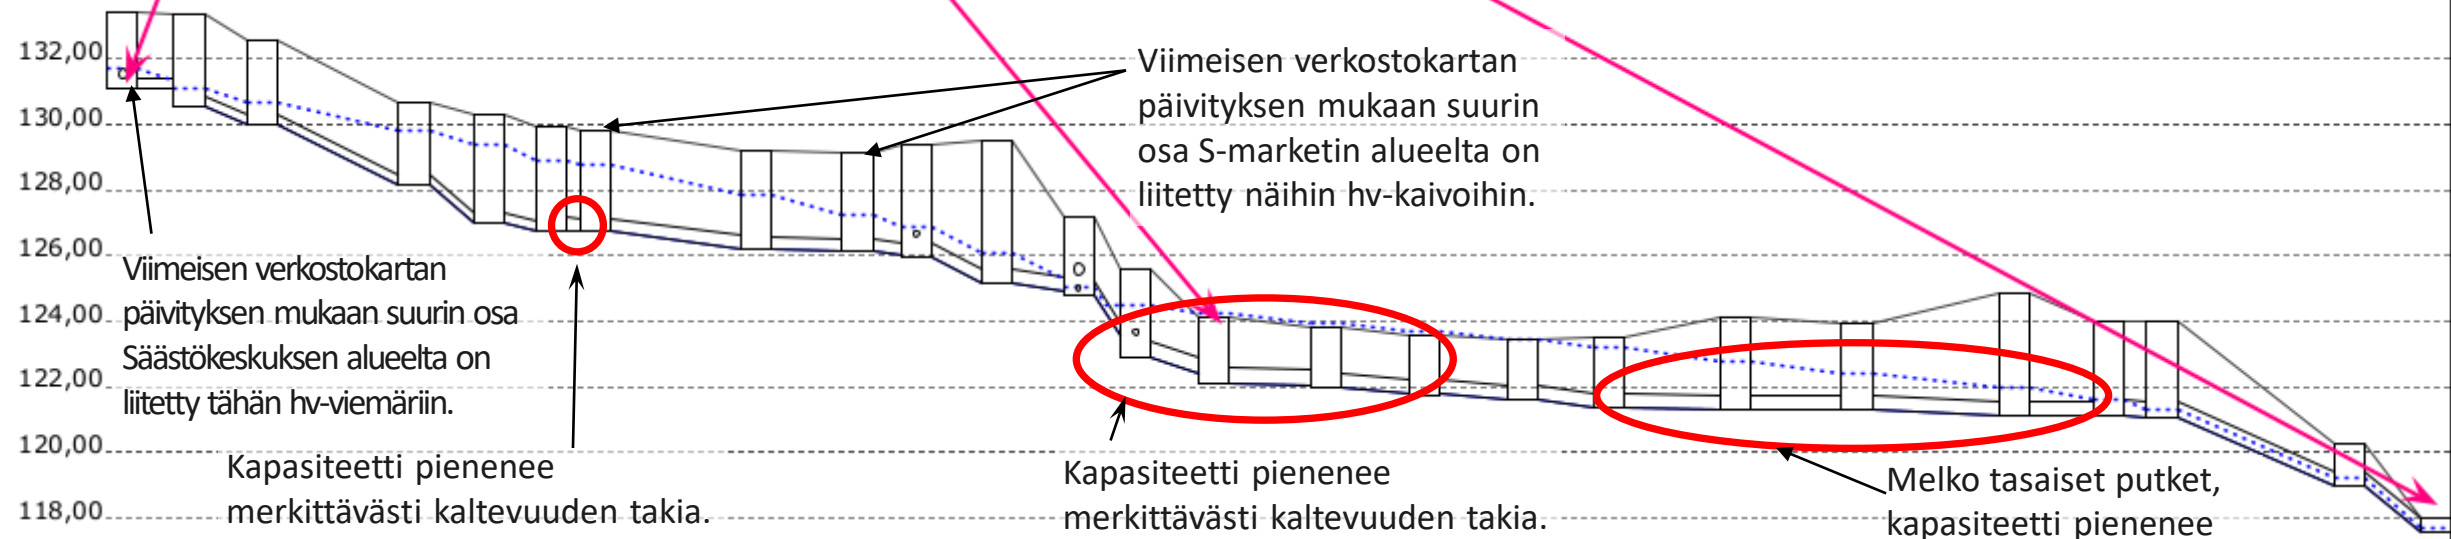 132,00
130,00
128,00
126,00
124,00
122,00
120,00
118,00
Viimeisen verkostokartan
päivityksen mukaan suurin
osa S-marketin alueelta on
liitetty näihin hv-kaivoihin.
Viimeisen verkostokartan
päivityksen mukaan suurin osa
Säästökeskuksen alueelta on
liitetty tähän hv-viemäriin.
Kapasiteetti pienenee
merkittävästi kaltevuuden takia.
Kapasiteetti pienenee
merkittävästi kaltevuuden takia.
Melko tasaiset putket,
kapasiteetti pienenee